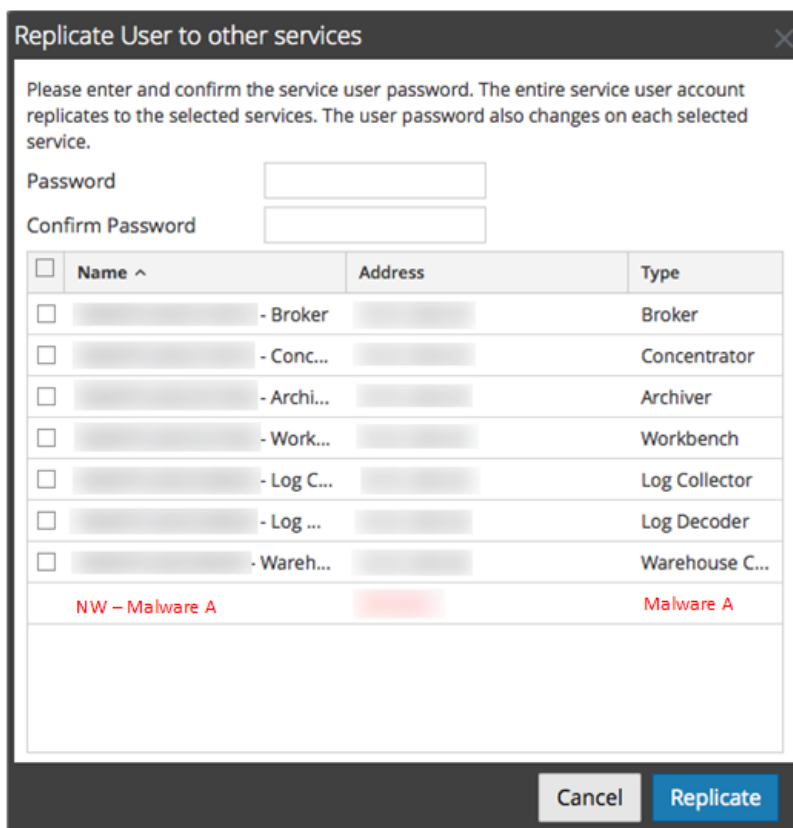 Replicate User to other services
Please enter and confirm the service user password. The entire service user account
replicates to the selected services. The user password also changes on each selected
service.
Password
Confirm Password
Name Address Type
- Broker Broker
- Conc... Concentrator
- Archi... Archiver
- Work... Workbench
- Log C... Log Collector
- Log ... Log Decoder
- Wareh... Warehouse C...
NW – Malware A Malware A
Cancel Replicate